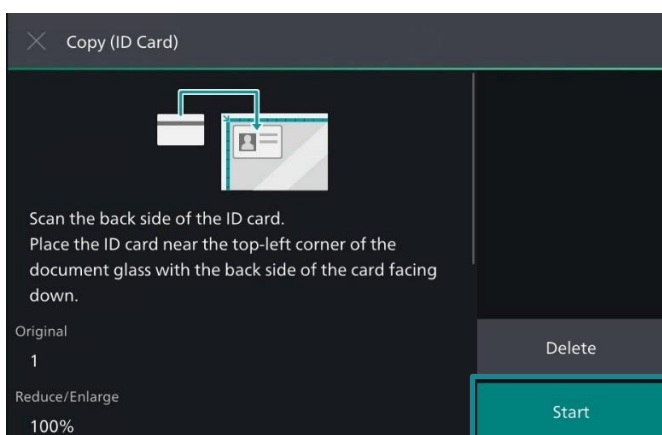 Copy (ID Card)
Scan the back side of the ID card.
Place the ID card near the top-left corner of the
document glass with the back side of the card facing
down.
Original
1
Reduce/Enlarge
100%
Delete
Start